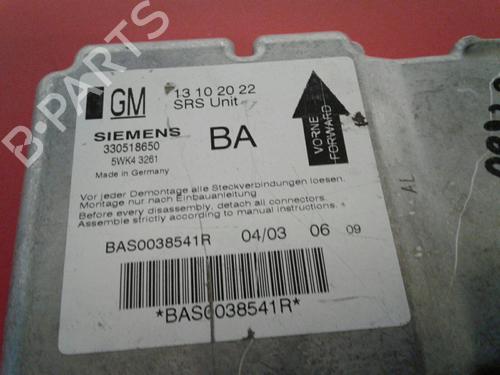 B-PARTS
GM
13 10 20 22
SRS Unit
SIEMENS
330518650
5WK4 3261
Made in Germany
BA
VORNE
FORWARD
Vor jeder Demontage alle Steckverbindungen loesen.
Montage nur nach Einbauanleitung
Before every disassembly, detach all connectors.
Assemble strictly according to manual instructions.
BAS0038541R 04/03 06 09
*BAS0038541R*
AL